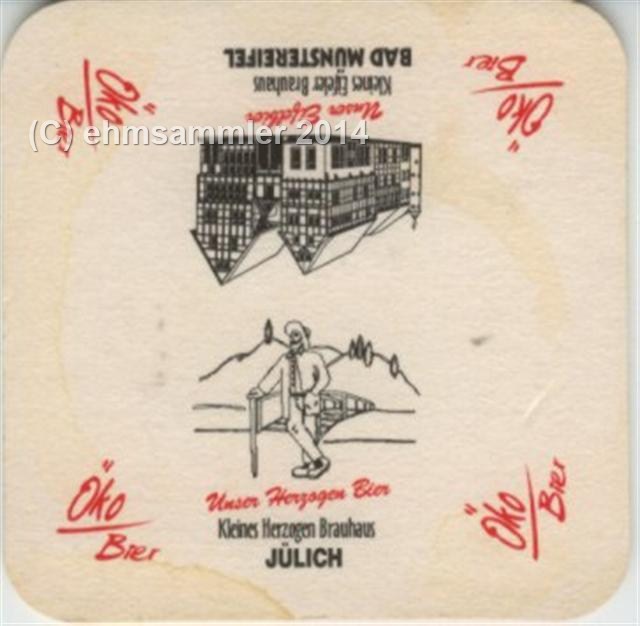 BAD MÜNSTEREIFEL
Kleines Eifeler Brauhaus
Unser Eifelbier
"Öko"
Bier
"Öko"
Bier
(C) ehmsammler 2014
Unser Herzogen Bier
Kleines Herzogen Brauhaus
JÜLICH
"Öko"
Bier
"Öko"
Bier